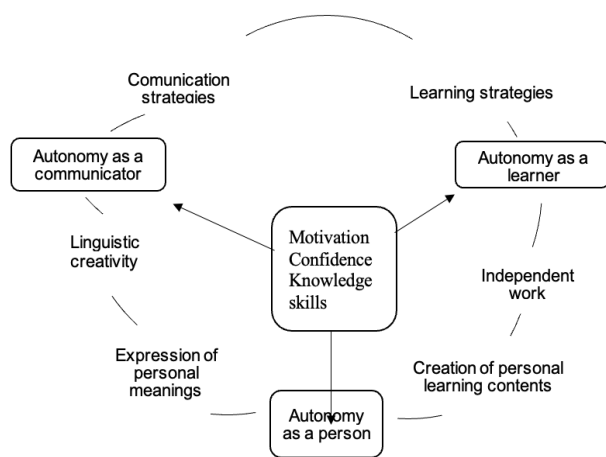 Comunication
strategies
Learning strategies
Autonomy as a
communicator
Autonomy as a
learner
Motivation
Confidence
Knowledge
skills
Linguistic
creativity
Independent
work
Expression of
personal
meanings
Creation of personal
learning contents
Autonomy
as a person